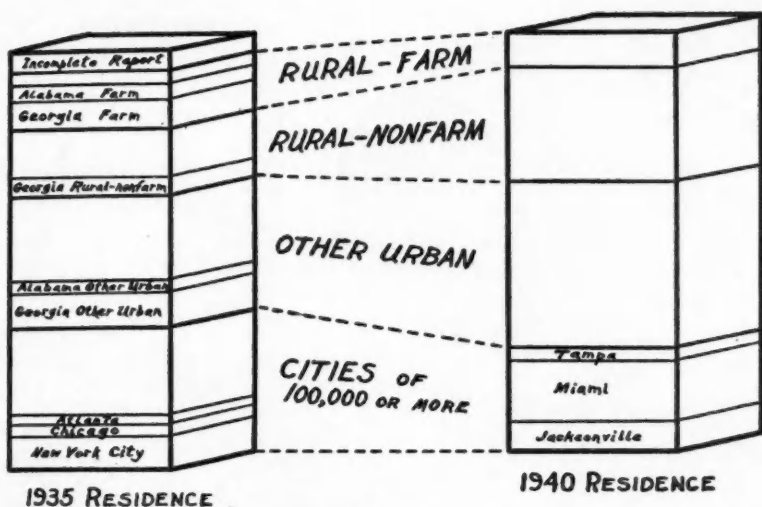 Incomplete Report
Alabama Farm
Georgia Farm
Georgia Rural-nonfarm
Alabama Other Urban
Georgia Other Urban
Atlanta
Chicago
New York City
1935 RESIDENCE
RURAL-FARM
RURAL-NONFARM
OTHER URBAN
CITIES OF
100,000 OR MORE
Tampa
Miami
Jacksonville
1940 RESIDENCE